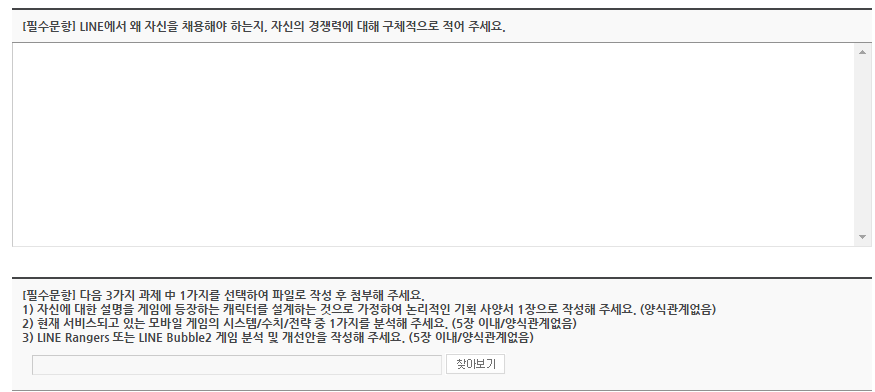 [필수문항] LINE에서 왜 자신을 채용해야 하는지, 자신의 경쟁력에 대해 구체적으로 적어 주세요.
[필수문항] 다음 3가지 과제 中 1가지를 선택하여 파일로 작성 후 첨부해 주세요.
1) 자신에 대한 설명을 게임에 등장하는 캐릭터를 설계하는 것으로 가정하여 논리적인 기획 사양서 1장으로 작성해 주세요. (양식관계없음)
2) 현재 서비스되고 있는 모바일 게임의 시스템/수치/전략 중 1가지를 분석해 주세요. (5장 이내/양식관계없음)
3) LINE Rangers 또는 LINE Bubble2 게임 분석 및 개선안을 작성해 주세요. (5장 이내/양식관계없음)
찾아보기